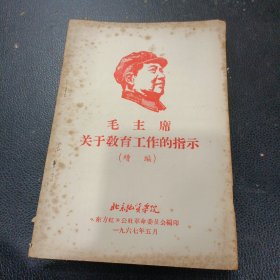 毛主席
关于教育工作的指示
（续编）
北京地质学院
《东方红》公社革命委员会编印
一九六七年五月